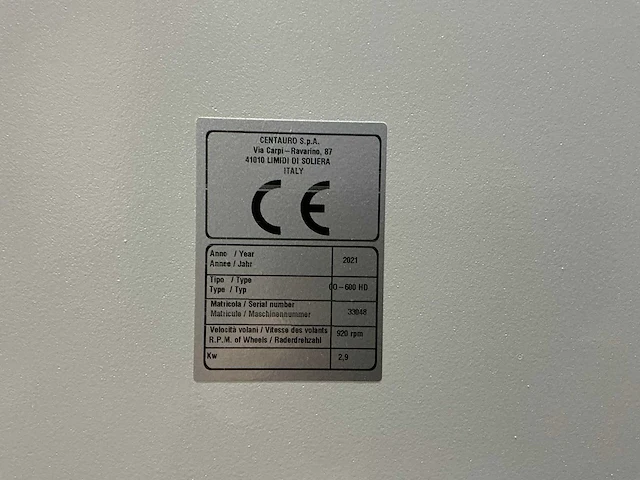 CENTAURO S.p.A.
Via Carpi-Ravarino, 87
41010 LIMIDI DI SOLIERA
ITALY
CE
Anno / Year
Annee / Jahr
2021
Tipo / Type
Type / Typ
CO-600 HD
Matricola / Serial number
Matricule / Maschinennummer
33048
Velocità volani / Vitesse des volants
R.P.M. of Wheels / Raderdrehzahl
920 rpm
Kw
2,9